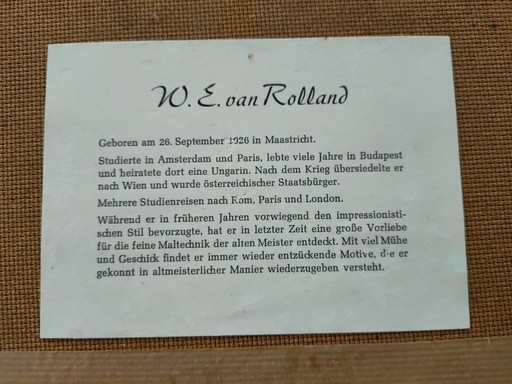 W. E. van Rolland
Geboren am 26. September 1926 in Maastricht.
Studierte in Amsterdam und Paris, lebte viele Jahre in Budapest
und heiratete dort eine Ungarin. Nach dem Krieg übersiedelte er
nach Wien und wurde österreichischer Staatsbürger.
Mehrere Studienreisen nach Rom, Paris und London.
Während er in früheren Jahren vorwiegend den impressionisti-
schen Stil bevorzugte, hat er in letzter Zeit eine große Vorliebe
für die feine Maltechnik der alten Meister entdeckt. Mit viel Mühe
und Geschick findet er immer wieder entzückende Motive, die er
gekonnt in altmeisterlicher Manier wiederzugeben versteht.